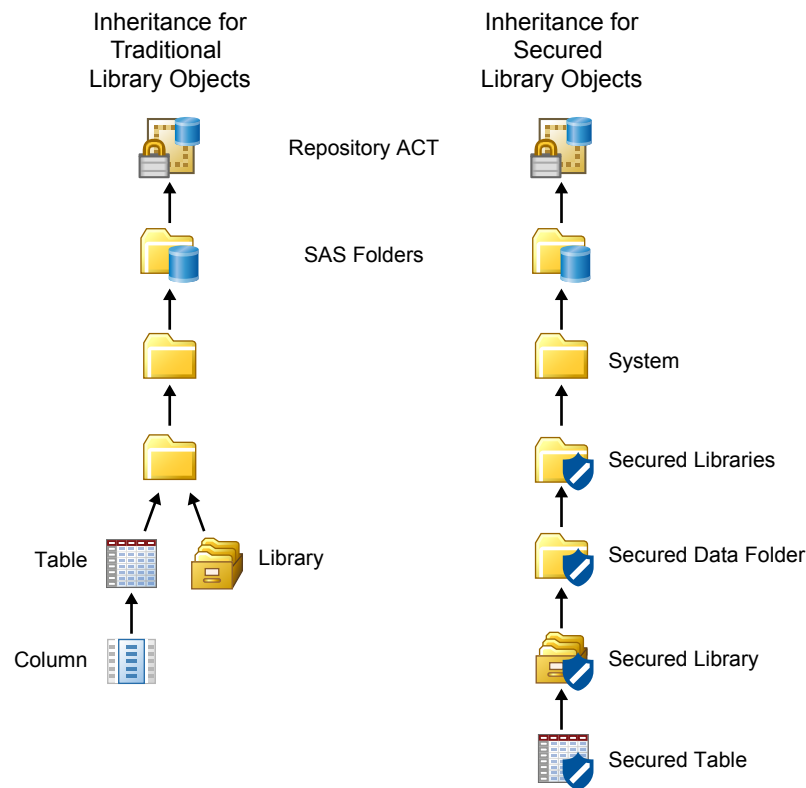 Inheritance for
Traditional
Library Objects
Inheritance for
Secured
Library Objects
Repository ACT
SAS Folders
System
Secured Libraries
Table
Library
Secured Data Folder
Column
Secured Library
Secured Table